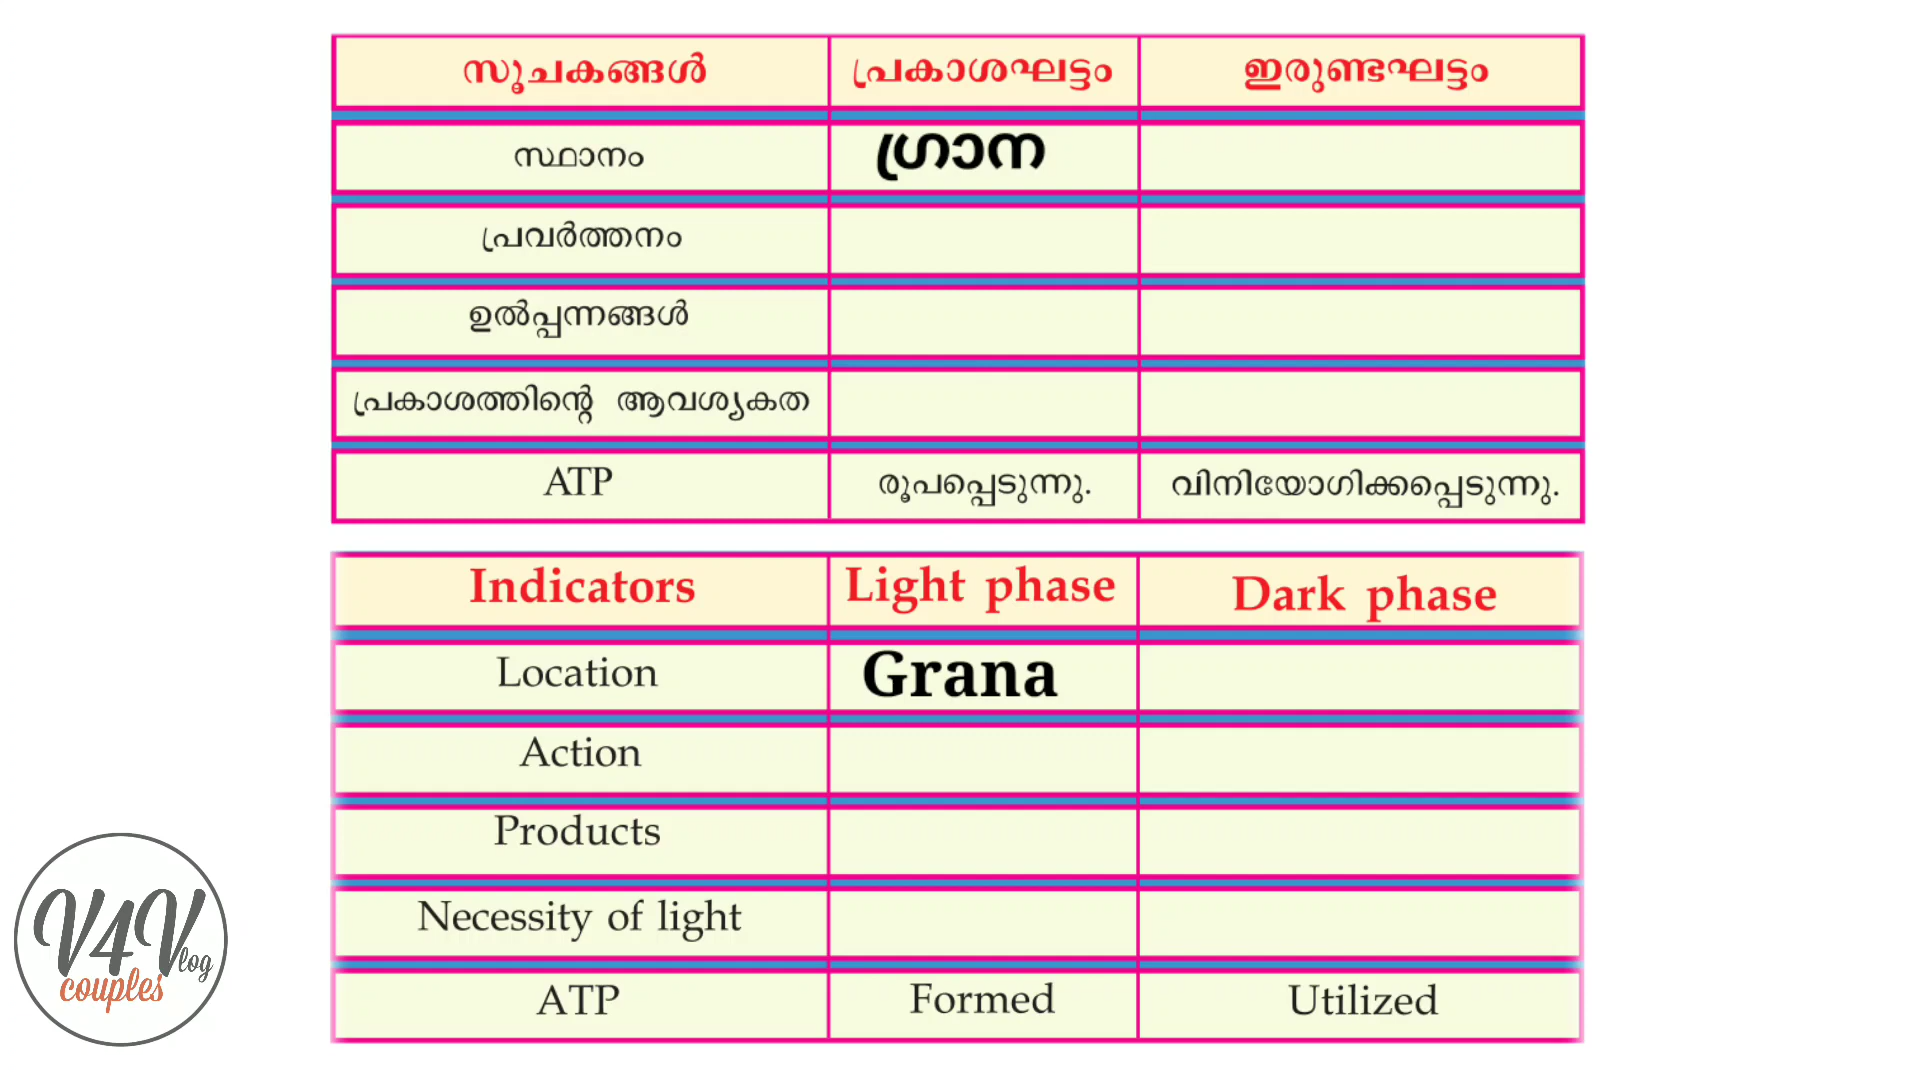 സൂചകങ്ങൾ പ്രകാശഘട്ടം ഇരുണ്ടഘട്ടം
സ്ഥാനം ഗ്രാന
പ്രവർത്തനം
ഉൽപ്പന്നങ്ങൾ
പ്രകാശത്തിന്റെ ആവശ്യകത
ATP രൂപപ്പെടുന്നു. വിനിയോഗിക്കപ്പെടുന്നു.
Indicators Light phase Dark phase
Location Grana
Action
Products
Necessity of light
ATP Formed Utilized
V4V
log
couples